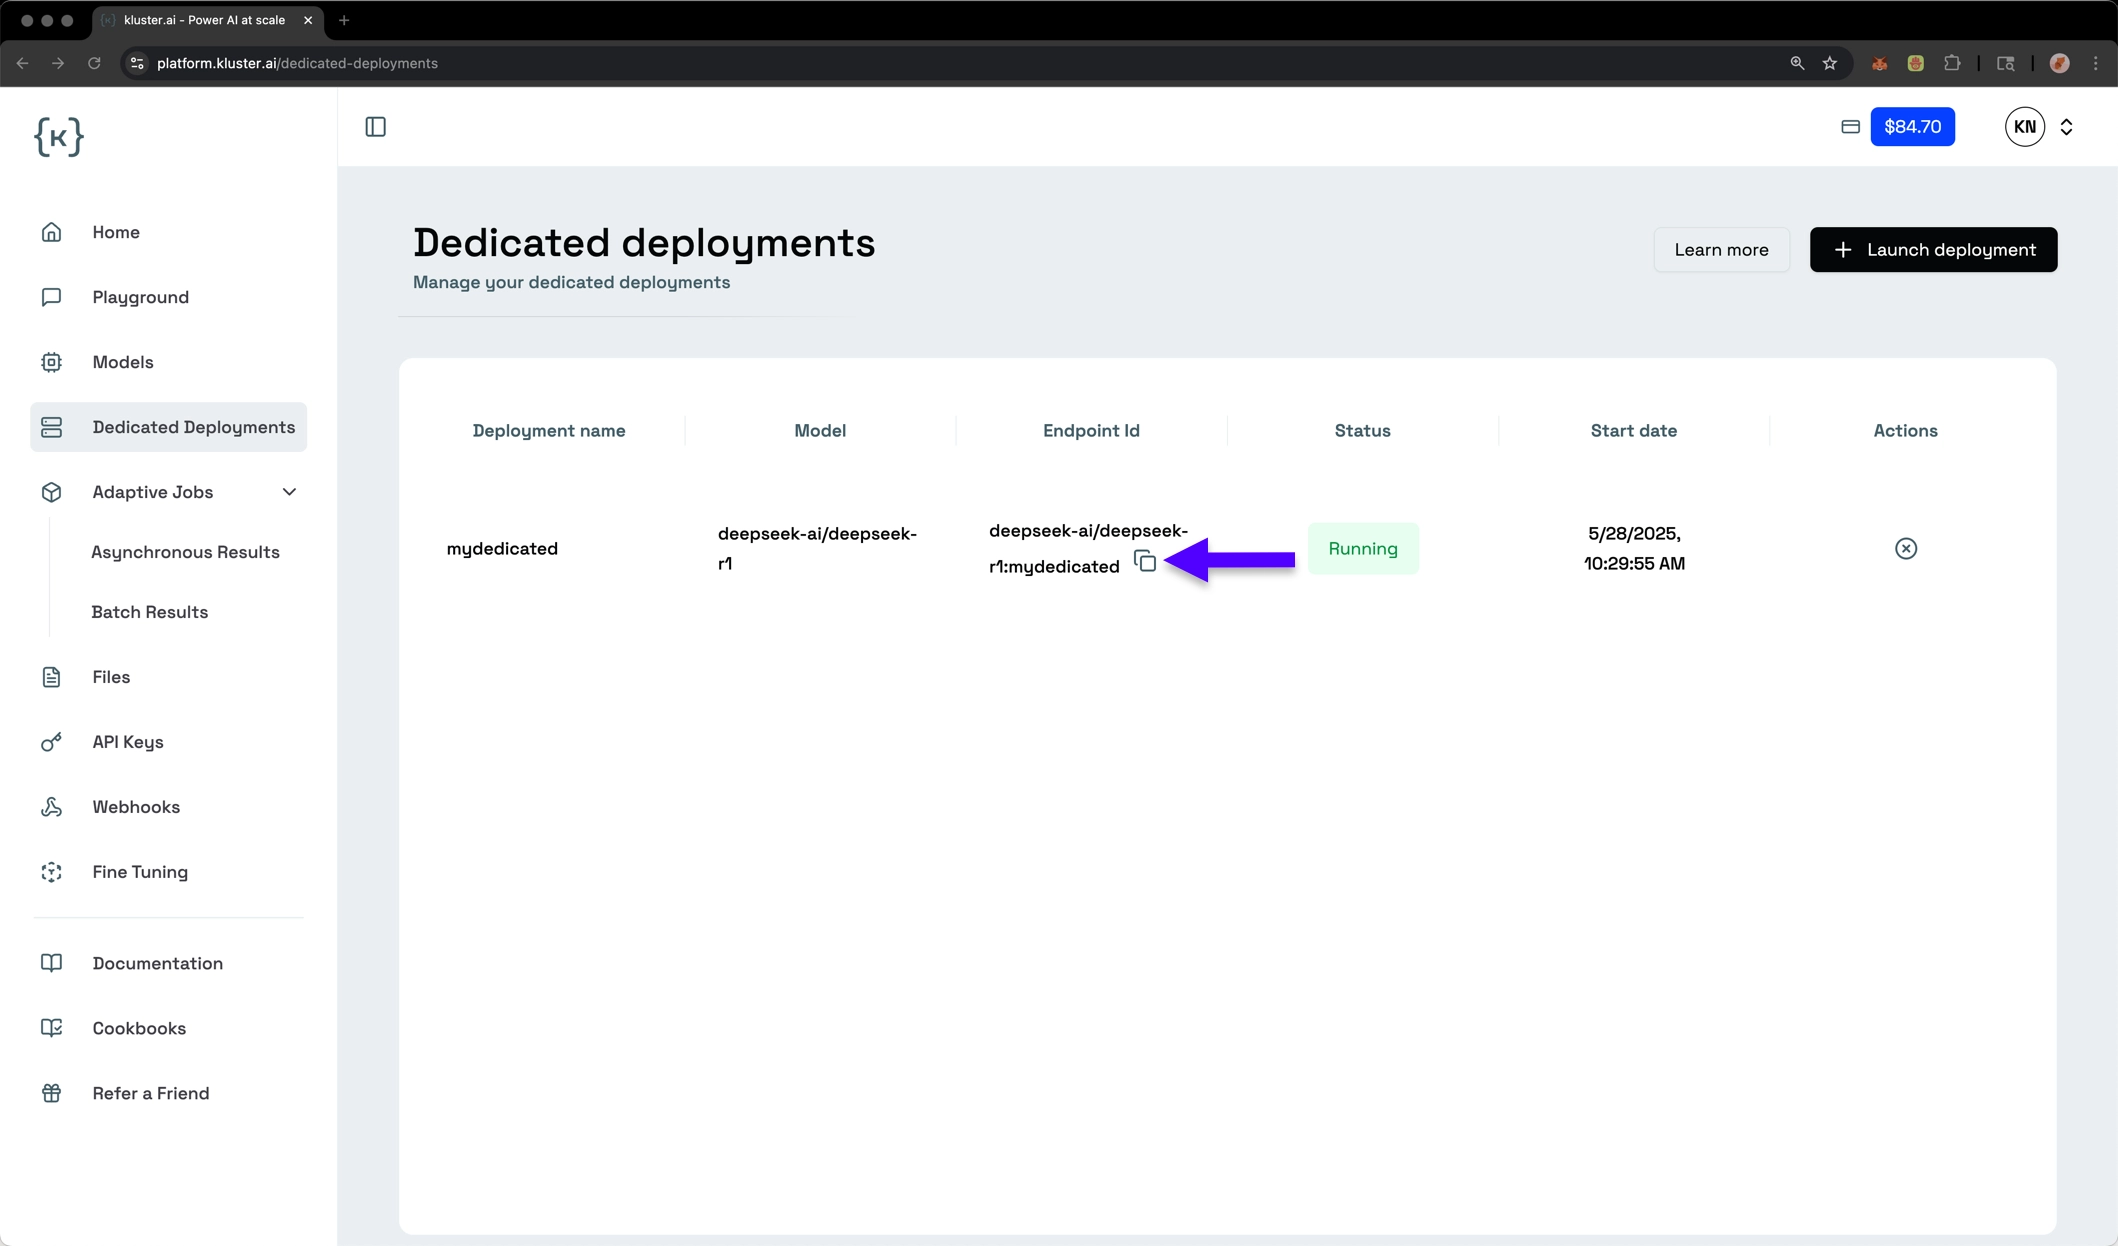 kluster.ai - Power AI at scale
platform.kluster.ai/dedicated-deployments
{K}
$84.70
KN
Home
Playground
Models
Dedicated Deployments
Adaptive Jobs
Asynchronous Results
Batch Results
Files
API Keys
Webhooks
Fine Tuning
Documentation
Cookbooks
Refer a Friend
Dedicated deployments
Manage your dedicated deployments
Learn more
Launch deployment
Deployment name
Model
Endpoint Id
Status
Start date
Actions
mydedicated
deepseek-ai/deepseek-
r1
deepseek-ai/deepseek-
r1:mydedicated
Running
5/28/2025,
10:29:55 AM